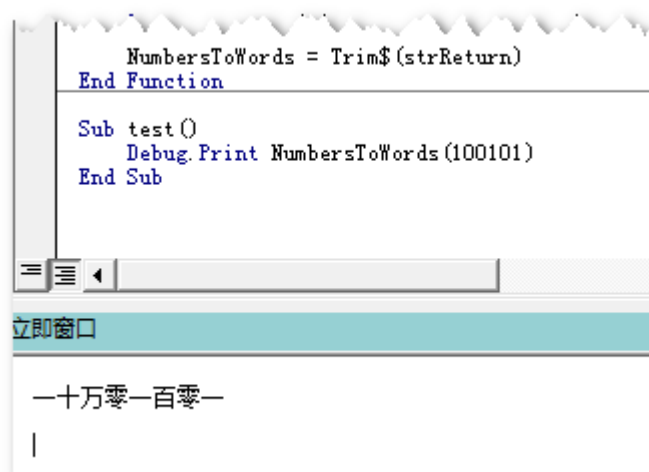 NumbersToWords = Trim$(strReturn)
End Function
Sub test()
Debug.Print NumbersToWords(100101)
End Sub
立即窗口
一十万零一百零一